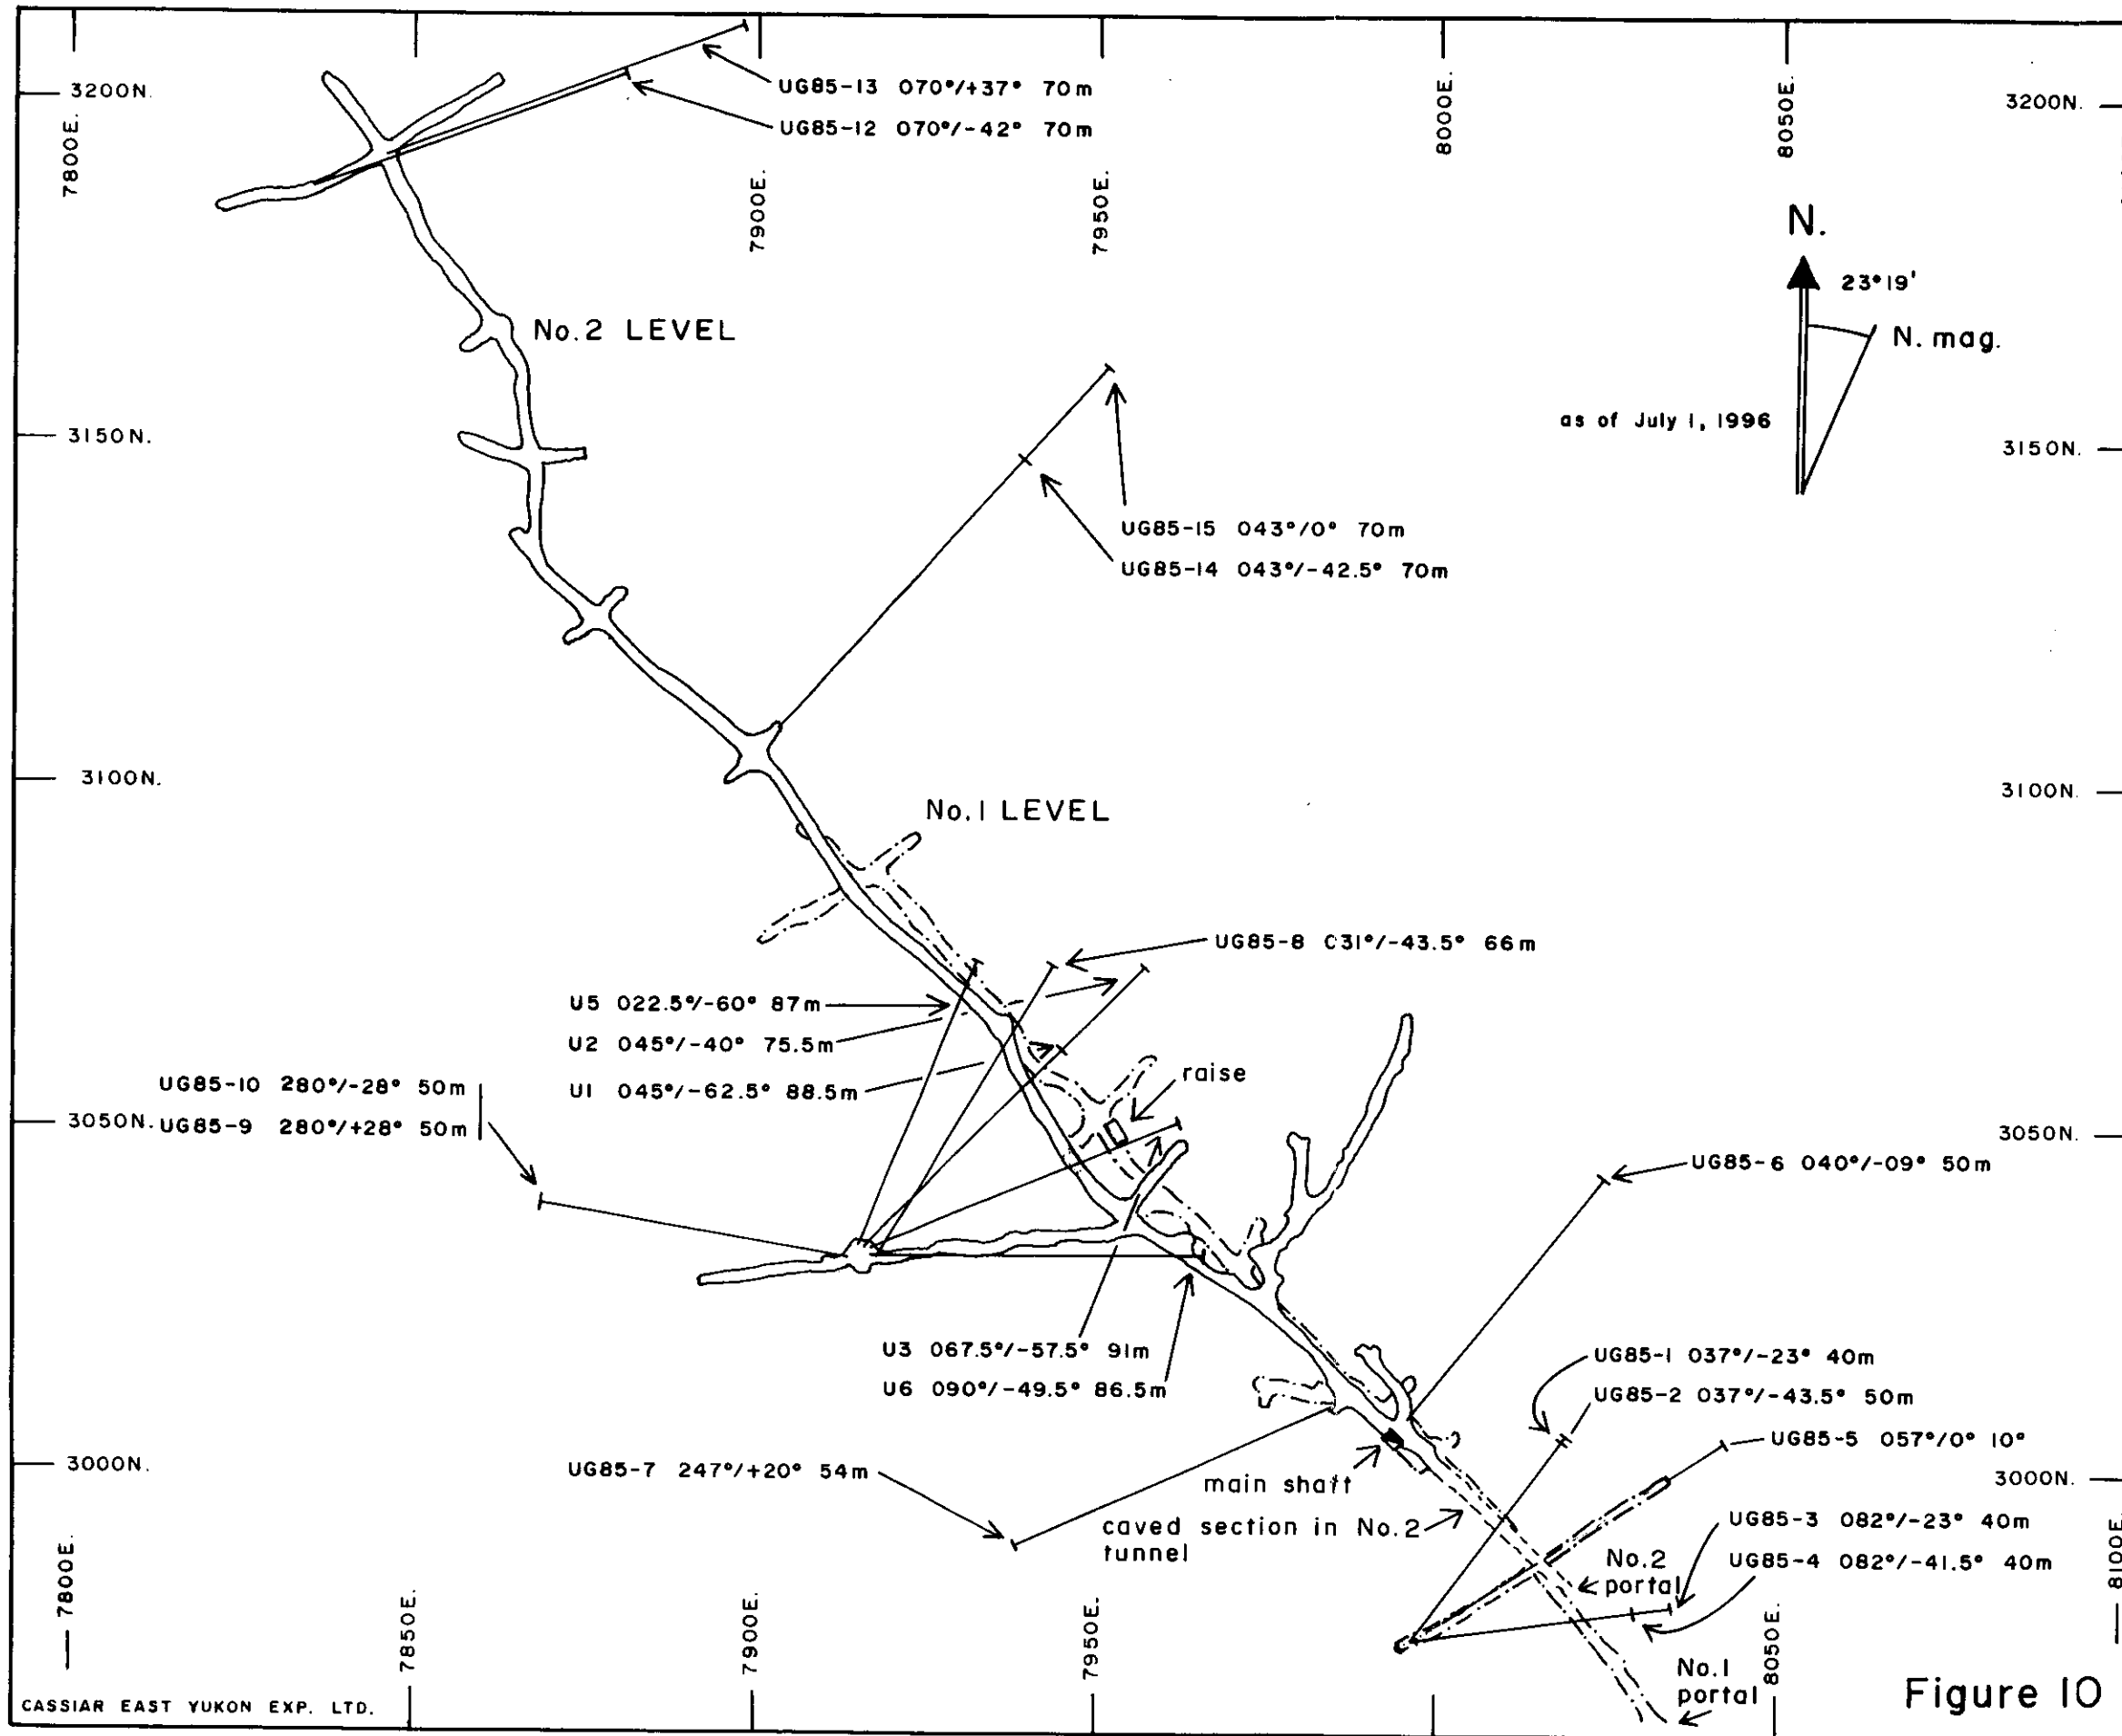 3200N.
7800E.
UG85-13 070°/+37° 70m
UG85-12 070°/-42° 70m
7900E.
7950E.
8000E.
8050E.
3200N.
N.
23°19'
N. mag.
as of July 1, 1996
No.2 LEVEL
3150N.
3150N.
UG85-15 043°/0° 70m
UG85-14 043°/-42.5° 70m
3100N.
3100N.
No.1 LEVEL
UG85-8 031°/-43.5° 66m
U5 022.5°/-60° 87m
U2 045°/-40° 75.5m
U1 045°/-62.5° 88.5m
raise
UG85-10 280°/-28° 50m
UG85-9 280°/+28° 50m
3050N.
3050N.
UG85-6 040°/-09° 50m
U3 067.5°/-57.5° 91m
U6 090°/-49.5° 86.5m
UG85-1 037°/-23° 40m
UG85-2 037°/-43.5° 50m
UG85-5 057°/0° 10°
3000N.
UG85-7 247°/+20° 54m
main shaft
3000N.
caved section in No.2
tunnel
UG85-3 082°/-23° 40m
UG85-4 082°/-41.5° 40m
No.2
portal
No.1
portal
7800E.
7850E.
7900E.
7950E.
8050E.
8100E.
CASSIAR EAST YUKON EXP. LTD.
Figure 10